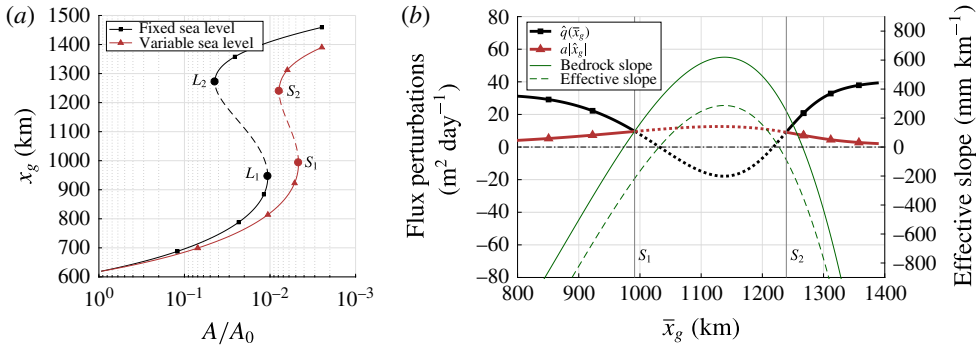 (a)
Fixed sea level
Variable sea level
1500
1400
1300
1200
1100
1000
900
800
700
600
x_g (km)
L_2
S_2
S_1
L_1
10^0
10^{-1}
10^{-2}
10^{-3}
A/A_0
(b)
q̂(x̄_g)
a|x̂_g|
Bedrock slope
Effective slope
80
60
40
20
0
−20
−40
−60
−80
Flux perturbations
(m^2 day^{−1})
S_1
S_2
800
600
400
200
0
−200
−400
−600
−800
Effective slope (mm km^{−1})
800
900
1000
1100
1200
1300
1400
x̄_g (km)